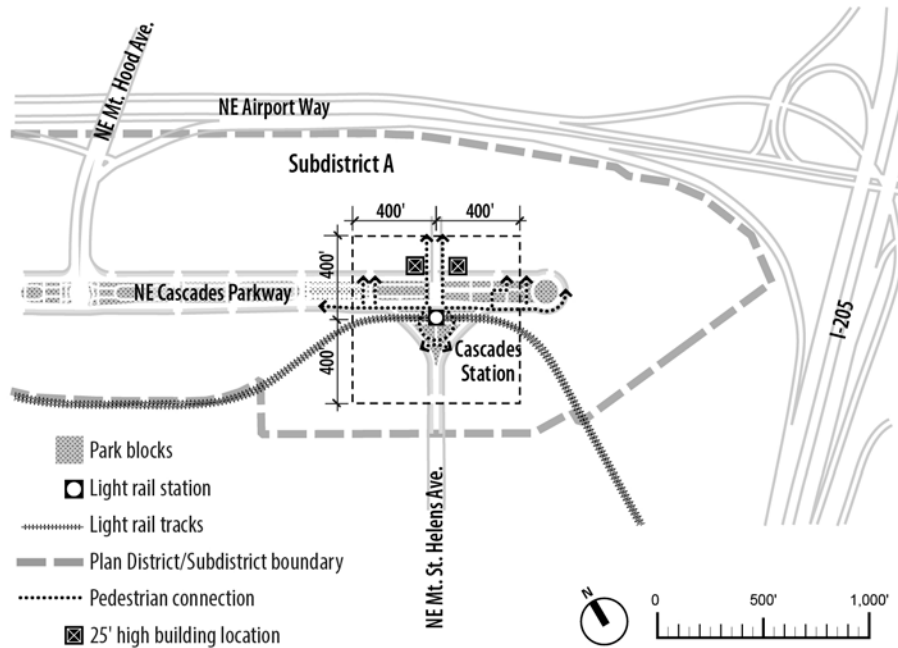 NE Mt. Hood Ave.
NE Airport Way
Subdistrict A
400'
400'
400'
NE Cascades Parkway
400'
Cascades
Station
I-205
NE Mt. St. Helens Ave.
Park blocks
Light rail station
Light rail tracks
Plan District/Subdistrict boundary
Pedestrian connection
25' high building location
N
0
500'
1,000'